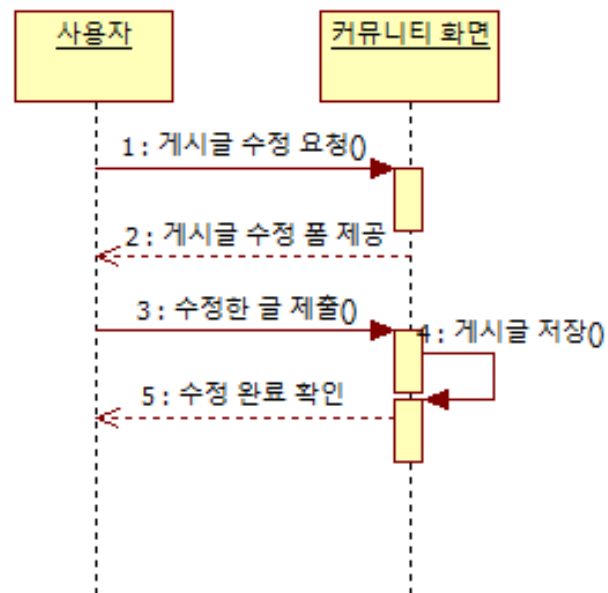 사용자
커뮤니티 화면
1 : 게시글 수정 요청()
2 : 게시글 수정 폼 제공
3 : 수정한 글 제출()
4 : 게시글 저장()
5 : 수정 완료 확인